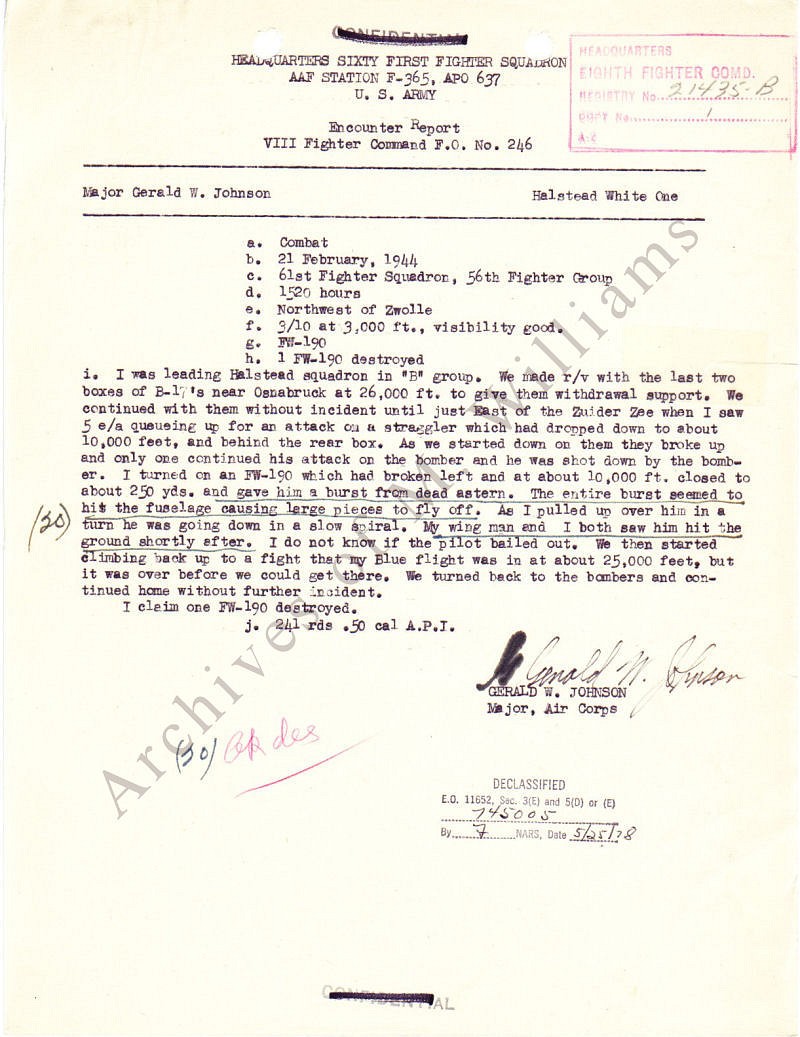 CONFIDENTIAL
HEADQUARTERS SIXTY FIRST FIGHTER SQUADRON
AAF STATION F-365, APO 637
U. S. ARMY
HEADQUARTERS
EIGHTH FIGHTER COMD.
REGISTRY No. 21435-B
COPY No. 1
A-2
Encounter Report
VIII Fighter Command F.O. No. 246
Major Gerald W. Johnson Halstead White One
a. Combat
b. 21 February, 1944
c. 61st Fighter Squadron, 56th Fighter Group
d. 1520 hours
e. Northwest of Zwolle
f. 3/10 at 3,000 ft., visibility good.
g. FW-190
h. 1 FW-190 destroyed
i. I was leading Halstead squadron in "B" group. We made r/v with the last two
boxes of B-17's near Osnabruck at 26,000 ft. to give them withdrawal support. We
continued with them without incident until just East of the Zuider Zee when I saw
5 e/a queueing up for an attack on a straggler which had dropped down to about
10,000 feet, and behind the rear box. As we started down on them they broke up
and only one continued his attack on the bomber and he was shot down by the bomb-
er. I turned on an FW-190 which had broken left and at about 10,000 ft. closed to
about 250 yds. and gave him a burst from dead astern. The entire burst seemed to
hit the fuselage causing large pieces to fly off. As I pulled up over him in a
(30) turn he was going down in a slow spiral. My wing man and I both saw him hit the
ground shortly after. I do not know if the pilot bailed out. We then started
climbing back up to a fight that my Blue flight was in at about 25,000 feet, but
it was over before we could get there. We turned back to the bombers and con-
tinued home without further incident.
I claim one FW-190 destroyed.
j. 241 rds .50 cal A.P.I.
Gerald W. Johnson
GERALD W. JOHNSON
Major, Air Corps
(30) OK des
DECLASSIFIED
E.O. 11652, Sec. 3(E) and 5(D) or (E)
745005
By 7 NARS, Date 5/25/78
CONFIDENTIAL
Archives of M. Williams